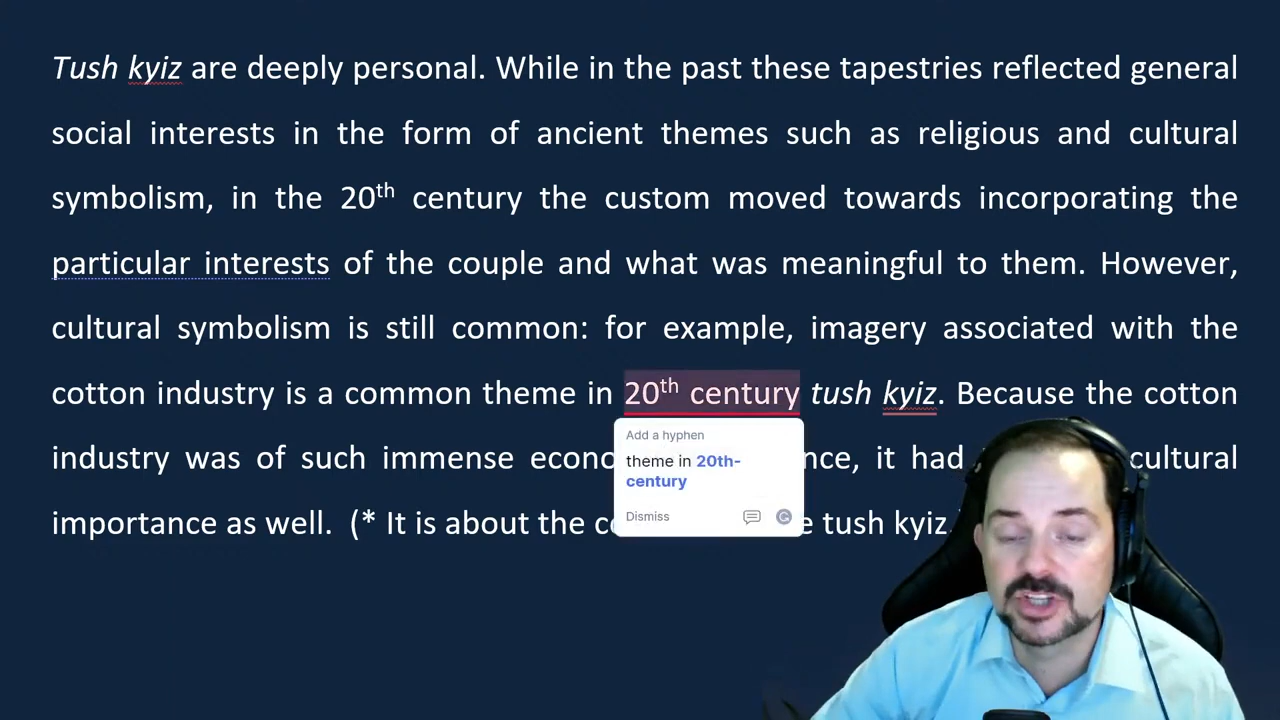 Tush kyiz are deeply personal. While in the past these tapestries reflected general
social interests in the form of ancient themes such as religious and cultural
symbolism, in the 20th century the custom moved towards incorporating the
particular interests of the couple and what was meaningful to them. However,
cultural symbolism is still common: for example, imagery associated with the
cotton industry is a common theme in 20th century tush kyiz. Because the cotton
industry was of such immense econo nce, it had cultural
importance as well. (* It is about the c e tush kyiz.
Add a hyphen
theme in 20th-
century
Dismiss